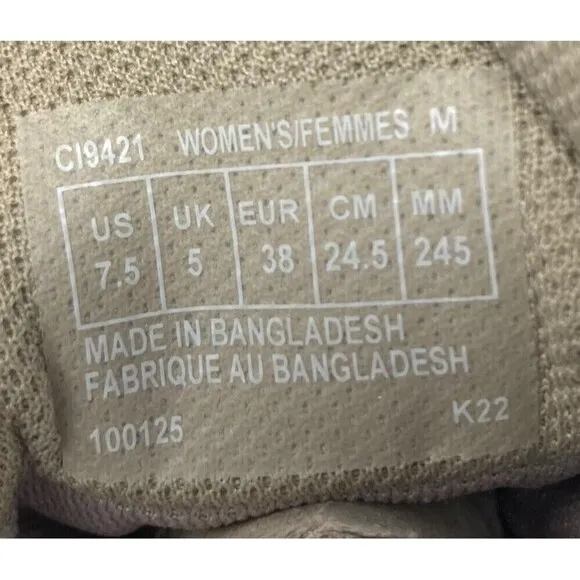 CI9421 WOMEN'S/FEMMES M
US UK EUR CM MM
7.5 5 38 24.5 245
MADE IN BANGLADESH
FABRIQUE AU BANGLADESH
100125 K22